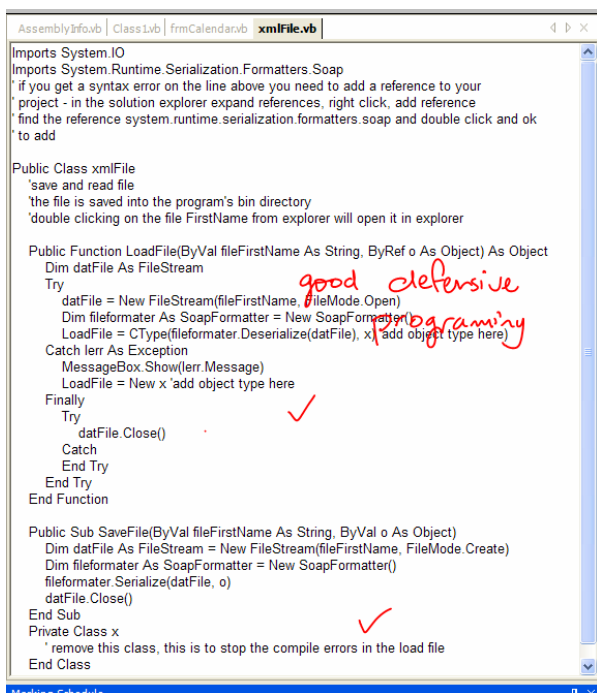 AssemblyInfo.vb | Class1.vb | frmCalendar.vb xmlFile.vb
Imports System.IO
Imports System.Runtime.Serialization.Formatters.Soap
' if you get a syntax error on the line above you need to add a reference to your
' project - in the solution explorer expand references, right click, add reference
' find the reference system.runtime.serialization.formatters.soap and double click and ok
' to add
Public Class xmlFile
'save and read file
'the file is saved into the program's bin directory
'double clicking on the file FirstName from explorer will open it in explorer
Public Function LoadFile(ByVal fileFirstName As String, ByRef o As Object) As Object
Dim datFile As FileStream
Try
good defensive
datFile = New FileStream(fileFirstName, FileMode.Open)
Dim fileformater As SoapFormatter = New SoapFormatter()
programing
LoadFile = CType(fileformater.Deserialize(datFile), x) 'add object type here)
Catch lerr As Exception
MessageBox.Show(lerr.Message)
LoadFile = New x 'add object type here
Finally
Try
datFile.Close()
Catch
End Try
End Try
End Function
Public Sub SaveFile(ByVal fileFirstName As String, ByVal o As Object)
Dim datFile As FileStream = New FileStream(fileFirstName, FileMode.Create)
Dim fileformater As SoapFormatter = New SoapFormatter()
fileformater.Serialize(datFile, o)
datFile.Close()
End Sub
Private Class x
' remove this class, this is to stop the compile errors in the load file
End Class
Marking Schedule